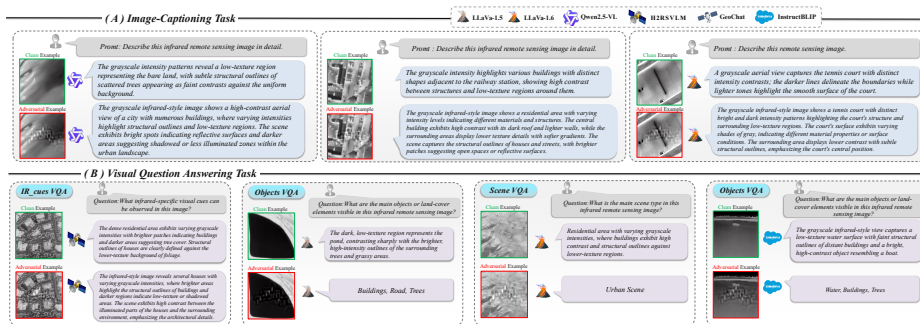 ( A ) Image-Captioning Task
LLaVa-1.5 LLaVa-1.6 Qwen2.5-VL H2RSVLM GeoChat InstructBLIP
Promt: Describe this infrared remote sensing image in detail.
Clean Example
The grayscale intensity patterns reveal a low-texture region
representing the bare land, with subtle structural outlines of
scattered trees appearing as faint contrasts against the uniform
background.
Adversarial Example
The grayscale infrared-style image shows a high-contrast aerial
view of a city with numerous buildings, where varying intensities
highlight structural outlines and low-texture regions. The scene
exhibits bright spots indicating reflective surfaces and darker
areas suggesting shadowed or less illuminated zones within the
urban landscape.
Promt : Describe this infrared remote sensing image in detail.
Clean Example
The grayscale intensity highlights various buildings with distinct
shapes adjacent to the railway station, showing high contrast
between structures and low-texture regions around them.
Adversarial Example
The grayscale infrared-style image shows a residential area with
varying intensity levels indicating different materials and structures. The central
building exhibits high contrast with its dark roof and lighter walls, while the
surrounding areas display lower texture details with softer gradients. The
scene captures the structural outlines of houses and streets, with brighter
patches suggesting open spaces or reflective surfaces.
Promt : Describe this remote sensing image.
Clean Example
A grayscale aerial view captures the tennis court with distinct
intensity contrasts; the darker lines delineate the boundaries while
lighter tones highlight the smooth surface of the court.
Adversarial Example
The grayscale infrared-style image shows a tennis court with distinct
bright and dark intensity patterns highlighting the court's structure and
surrounding low-texture regions. The court's surface exhibits varying
shades of gray, indicating different material properties or surface
conditions. The surrounding area displays lower contrast with subtle
structural outlines, emphasizing the court's central position.
( B ) Visual Question Answering Task
IR_cues VQA
Question:What infrared-specific visual cues can
be observed in this image?
Clean Example
The dense residential area exhibits varying grayscale
intensities with brighter patches indicating buildings
and darker areas suggesting tree cover. Structural
outlines of houses are clearly defined against the
lower-texture background of foliage.
Adversarial Example
The infrared-style image reveals several houses with
varying grayscale intensities, where brighter areas
highlight the structural outlines of buildings and
darker regions indicate low-texture or shadowed
areas. The scene exhibits high contrast between the
illuminated parts of the houses and the surrounding
environment, emphasizing the architectural details.
Objects VQA
Question: What are the main objects or land-cover
elements visible in this infrared remote sensing
image?
Clean Example
The dark, low-texture region represents the
pond, contrasting sharply with the brighter,
high-intensity outlines of the surrounding
trees and grassy areas.
Adversarial Example
Buildings, Road, Trees
Scene VQA
Question:What is the main scene type in this
infrared remote sensing image?
Clean Example
Residential area with varying grayscale
intensities, where buildings exhibit high
contrast and structural outlines against
lower-texture regions.
Adversarial Example
Urban Scene
Objects VQA
Question:What are the main objects or land-
cover elements visible in this infrared remote
sensing image?
Clean Example
The grayscale infrared-style view captures a
low-texture water surface with faint structural
outlines of distant buildings and a bright,
high-contrast object resembling a boat.
Adversarial Example
Water, Buildings, Trees